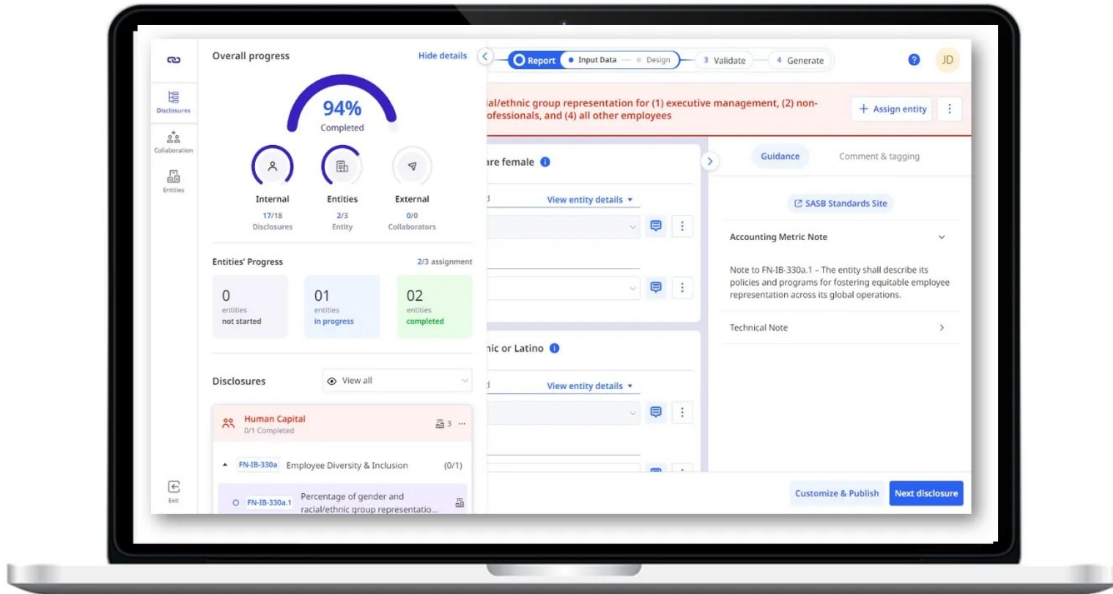 Overall progress
Hide details
94%
Completed
Internal
17/18
Disclosures
Entities
2/3
Entity
External
0/0
Collaborators
Entities' Progress
2/3 assignment
0
entities
not started
01
entities
in progress
02
entities
completed
Disclosures
View all
Human Capital
0/1 Completed
3
FN-IB-330a Employee Diversity & Inclusion (0/1)
FN-IB-330a.1 Percentage of gender and
racial/ethnic group representatio...
Disclosures
Collaboration
Entities
Exit
Report
Input Data
Design
3 Validate
4 Generate
?
JD
ial/ethnic group representation for (1) executive management, (2) non-
ofessionals, and (4) all other employees
+ Assign entity
are female
View entity details
nic or Latino
View entity details
Guidance
Comment & tagging
SASB Standards Site
Accounting Metric Note
Note to FN-IB-330a.1 – The entity shall describe its
policies and programs for fostering equitable employee
representation across its global operations.
Technical Note
Customize & Publish
Next disclosure